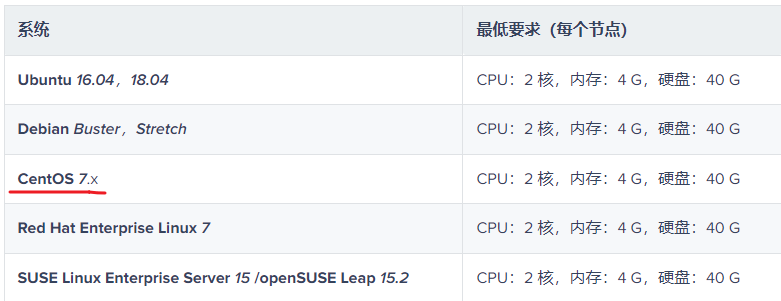 系统 最低要求（每个节点）
Ubuntu 16.04，18.04 CPU：2 核，内存：4 G，硬盘：40 G
Debian Buster，Stretch CPU：2 核，内存：4 G，硬盘：40 G
CentOS 7.x CPU：2 核，内存：4 G，硬盘：40 G
Red Hat Enterprise Linux 7 CPU：2 核，内存：4 G，硬盘：40 G
SUSE Linux Enterprise Server 15 /openSUSE Leap 15.2 CPU：2 核，内存：4 G，硬盘：40 G